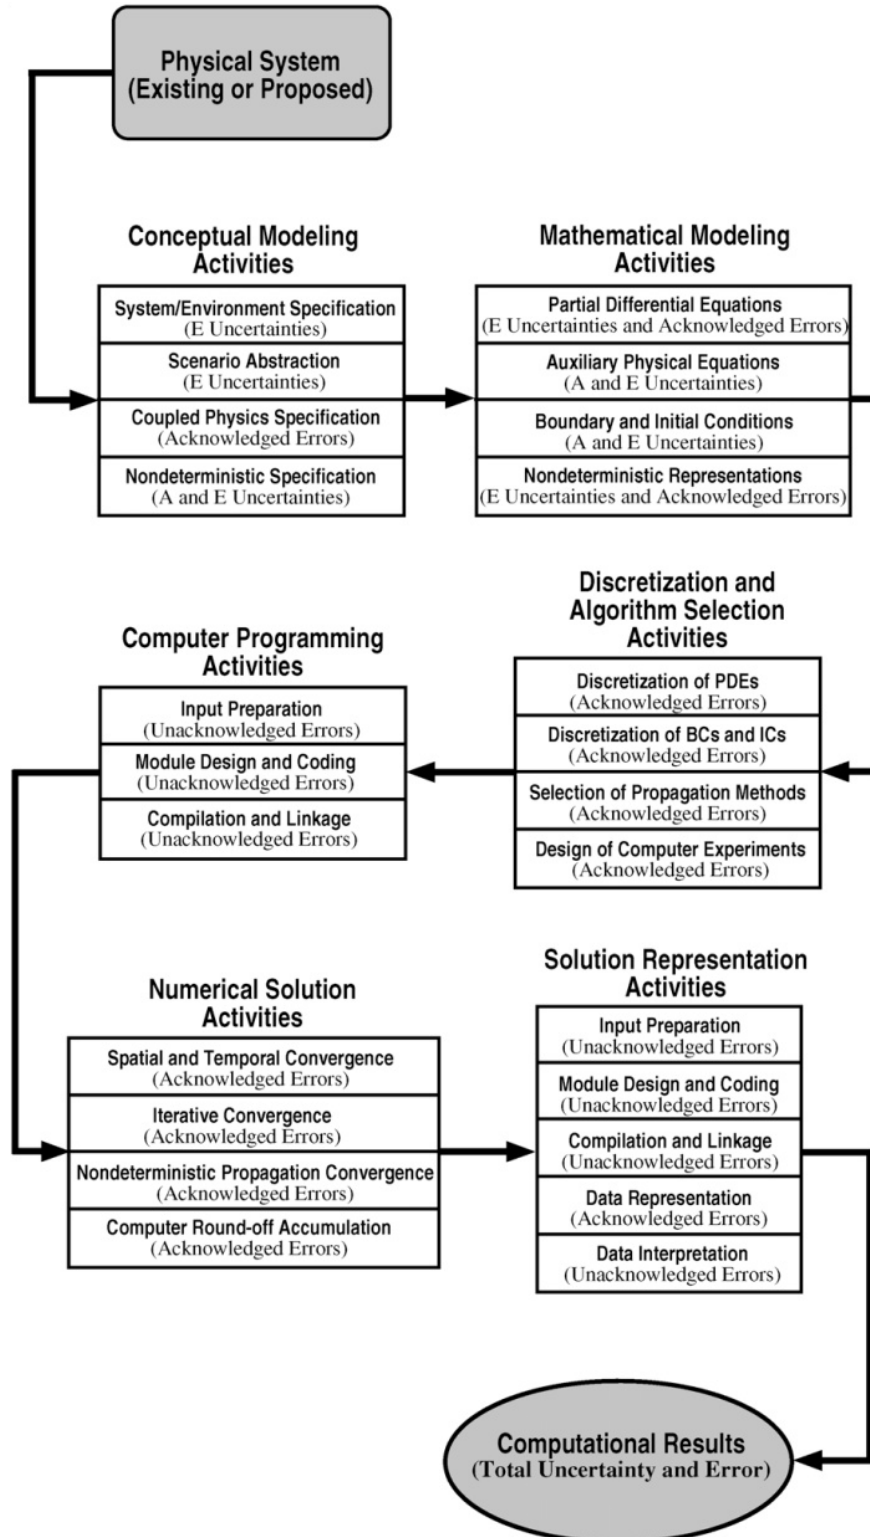 Physical System
(Existing or Proposed)
Conceptual Modeling
Activities
System/Environment Specification
(E Uncertainties)
Scenario Abstraction
(E Uncertainties)
Coupled Physics Specification
(Acknowledged Errors)
Nondeterministic Specification
(A and E Uncertainties)
Mathematical Modeling
Activities
Partial Differential Equations
(E Uncertainties and Acknowledged Errors)
Auxiliary Physical Equations
(A and E Uncertainties)
Boundary and Initial Conditions
(A and E Uncertainties)
Nondeterministic Representations
(E Uncertainties and Acknowledged Errors)
Discretization and
Algorithm Selection
Activities
Discretization of PDEs
(Acknowledged Errors)
Discretization of BCs and ICs
(Acknowledged Errors)
Selection of Propagation Methods
(Acknowledged Errors)
Design of Computer Experiments
(Acknowledged Errors)
Computer Programming
Activities
Input Preparation
(Unacknowledged Errors)
Module Design and Coding
(Unacknowledged Errors)
Compilation and Linkage
(Unacknowledged Errors)
Numerical Solution
Activities
Spatial and Temporal Convergence
(Acknowledged Errors)
Iterative Convergence
(Acknowledged Errors)
Nondeterministic Propagation Convergence
(Acknowledged Errors)
Computer Round-off Accumulation
(Acknowledged Errors)
Solution Representation
Activities
Input Preparation
(Unacknowledged Errors)
Module Design and Coding
(Unacknowledged Errors)
Compilation and Linkage
(Unacknowledged Errors)
Data Representation
(Acknowledged Errors)
Data Interpretation
(Unacknowledged Errors)
Computational Results
(Total Uncertainty and Error)